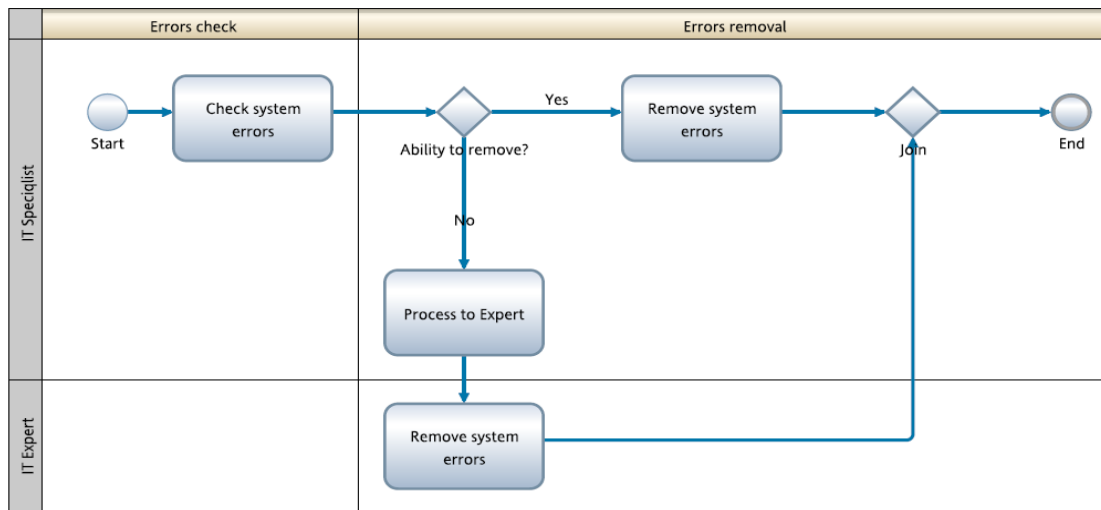 Errors check
Errors removal
IT Speciqlist
Start
Check system
errors
Ability to remove?
Yes
Remove system
errors
Join
End
No
Process to Expert
IT Expert
Remove system
errors